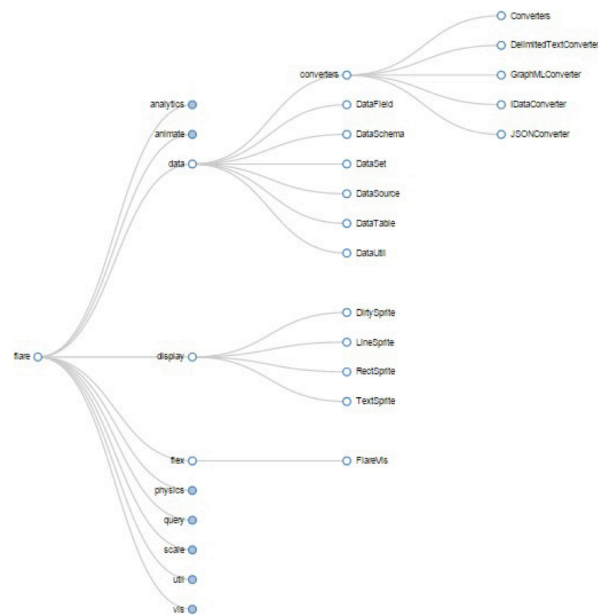 Converters
DelimitedTextConverter
converters
GraphMLConverter
analytics
DataField
IDataConverter
animate
DataSchema
JSONConverter
data
DataSet
DataSource
DataTable
DataUtil
DirtySprite
LineSprite
flare
display
RectSprite
TextSprite
flex
FlareVis
physics
query
scale
util
vis